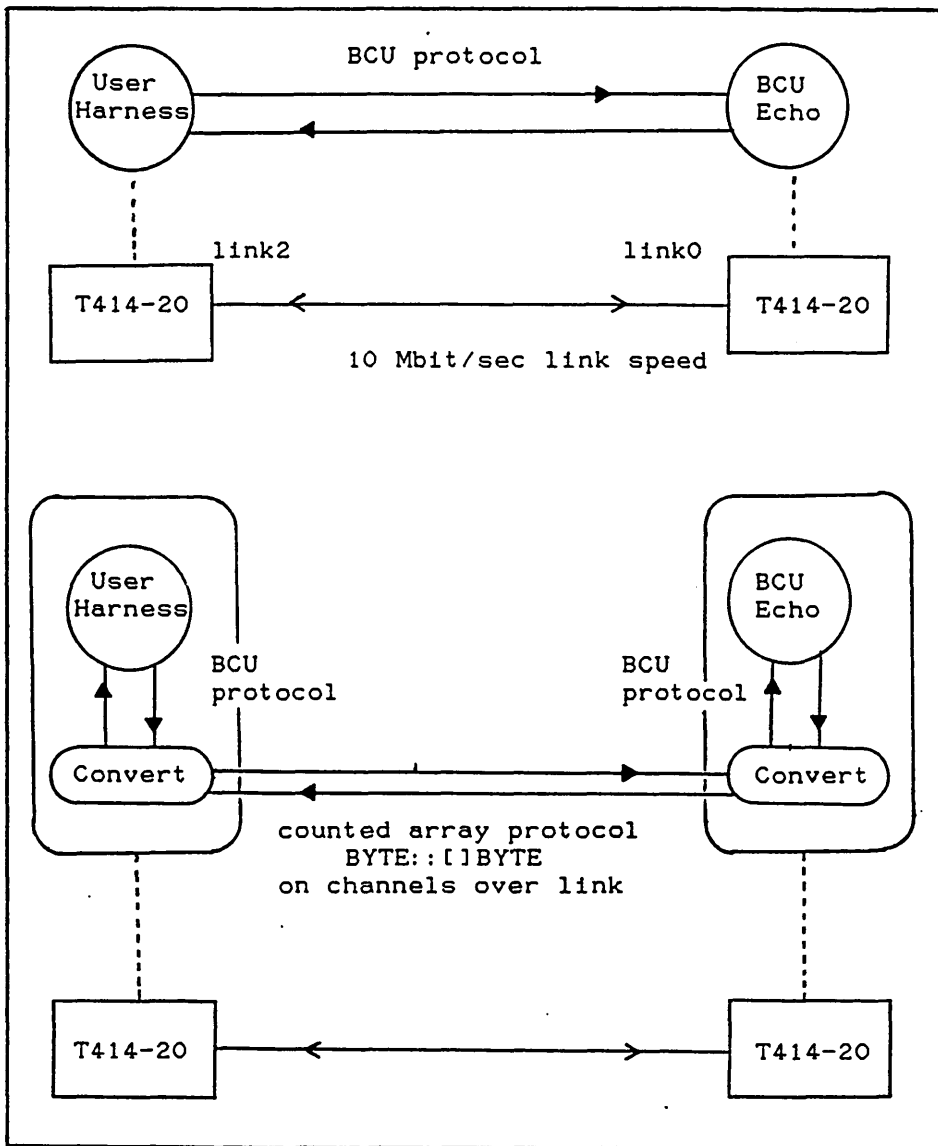 BCU protocol
User
Harness
BCU
Echo
link2
link0
T414-20
T414-20
10 Mbit/sec link speed
User
Harness
BCU
Echo
BCU
protocol
BCU
protocol
Convert
Convert
counted array protocol
BYTE::[]BYTE
on channels over link
T414-20
T414-20